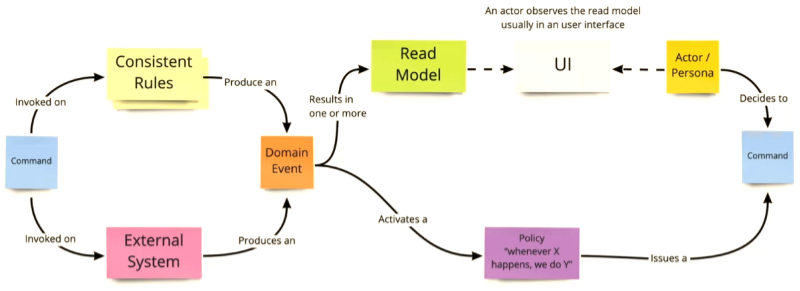 An actor observes the read model
usually in an user interface
Consistent
Rules
Produce an
Read
Model
UI
Actor /
Persona
Invoked on
Results in
one or more
Decides to
Command
Domain
Event
Command
Activates a
Invoked on
External
System
Produces an
Policy
“whenever X
happens, we do Y"
Issues a